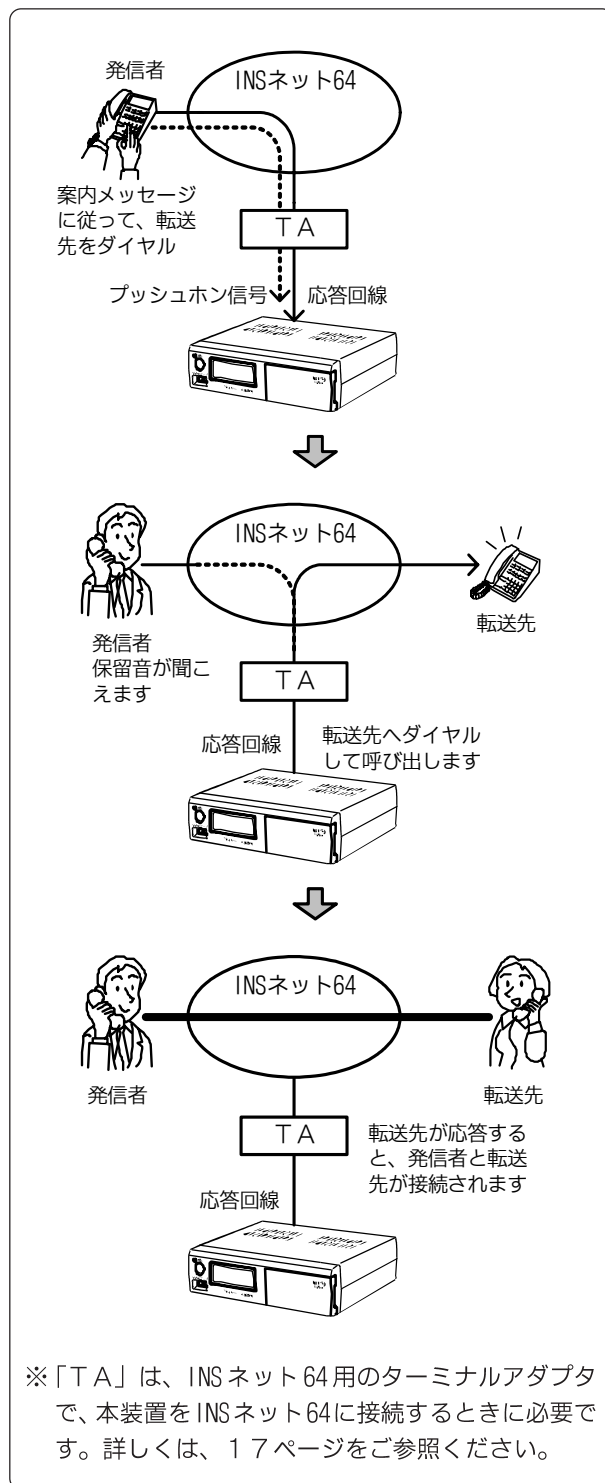 発信者
INSネット64
案内メッセージ
に従って、転送
先をダイヤル
ＴＡ
プッシュホン信号
応答回線
INSネット64
転送先
発信者
保留音が聞こ
えます
ＴＡ
応答回線
転送先へダイヤル
して呼び出します
INSネット64
発信者
転送先
ＴＡ
転送先が応答する
と、発信者と転送
先が接続されます
応答回線
※「ＴＡ」は、INSネット64用のターミナルアダプタ
で、本装置をINSネット64に接続するときに必要で
す。詳しくは、１７ページをご参照ください。